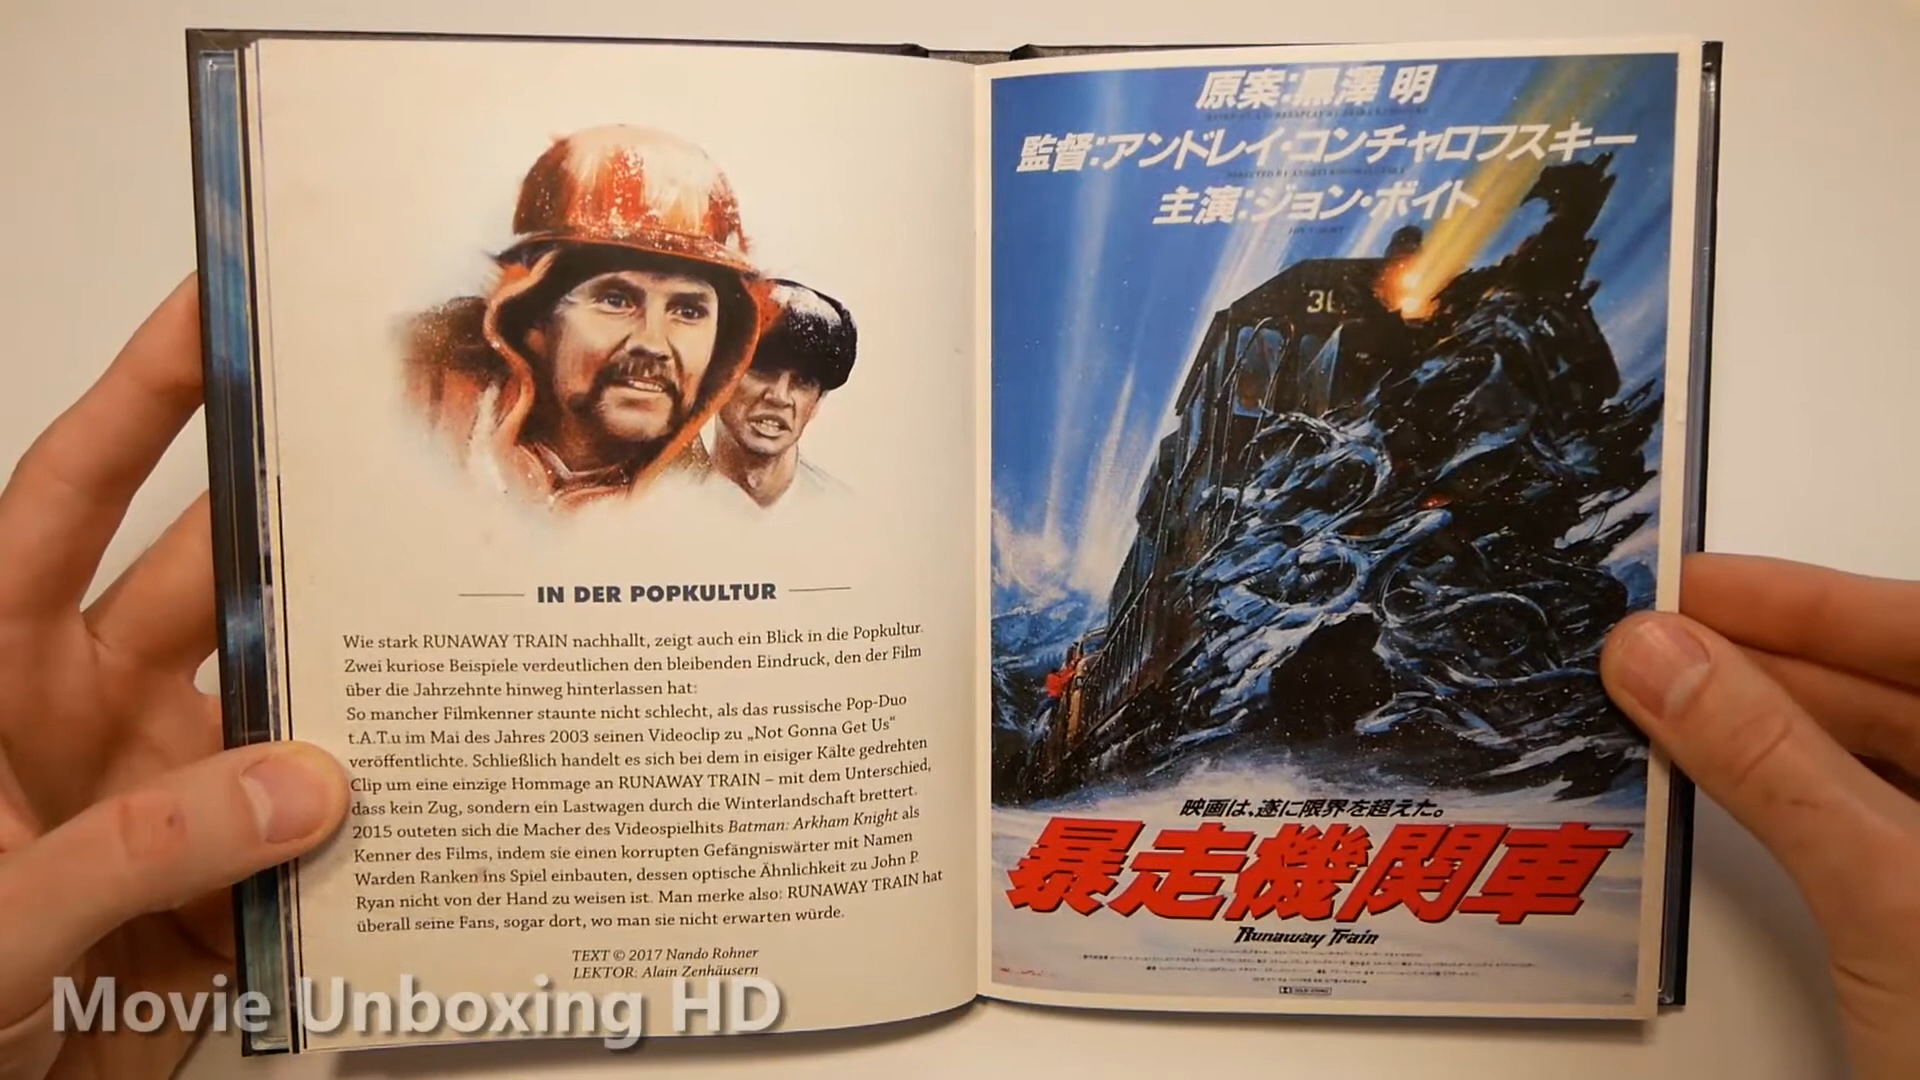 IN DER POPKULTUR
Wie stark RUNAWAY TRAIN nachhallt, zeigt auch ein Blick in die Popkultur.
Zwei kuriose Beispiele verdeutlichen den bleibenden Eindruck, den der Film
über die Jahrzehnte hinweg hinterlassen hat:
So mancher Filmkenner staunte nicht schlecht, als das russische Pop-Duo
t.A.T.u im Mai des Jahres 2003 seinen Videoclip zu „Not Gonna Get Us“
veröffentlichte. Schließlich handelt es sich bei dem in eisiger Kälte gedrehten
Clip um eine einzige Hommage an RUNAWAY TRAIN – mit dem Unterschied,
dass kein Zug, sondern ein Lastwagen durch die Winterlandschaft brettert.
2015 outeten sich die Macher des Videospielhits Batman: Arkham Knight als
Kenner des Films, indem sie einen korrupten Gefängniswärter mit Namen
Warden Ranken ins Spiel einbauten, dessen optische Ähnlichkeit zu John P.
Ryan nicht von der Hand zu weisen ist. Man merke also: RUNAWAY TRAIN hat
überall seine Fans, sogar dort, wo man sie nicht erwarten würde.
TEXT © 2017 Nando Rohner
LEKTOR: Alain Zenhäusern
Movie Unboxing HD
原案:黒澤 明
監督:アンドレイ・コンチャロフスキー
主演:ジョン・ボイト
JON VOIGHT
36
映画は、遂に限界を超えた。
暴走機関車
Runaway Train
DOLBY STEREO